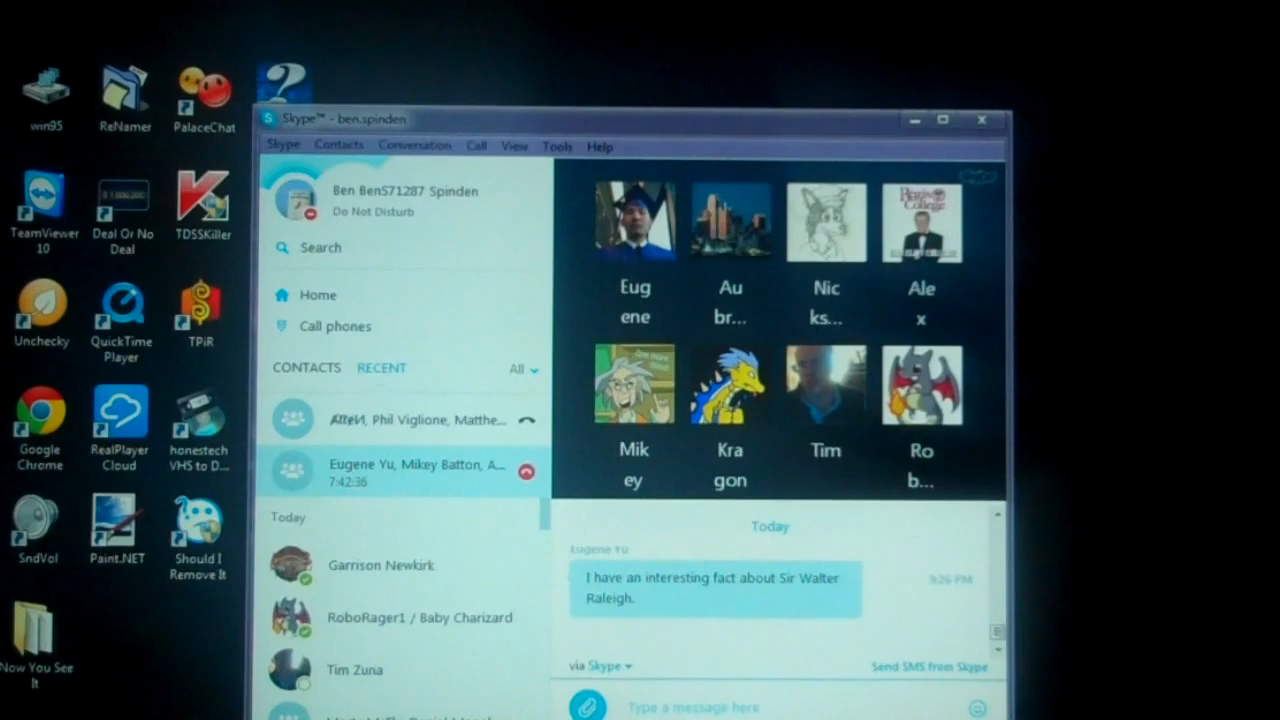 win95
ReNamer
PalaceChat
TeamViewer
10
Deal Or No
Deal
TDSSKiller
Unchecky
QuickTime
Player
TPiR
Google
Chrome
RealPlayer
Cloud
honestech
VHS to D...
SndVol
Paint.NET
Should I
Remove It
Now You See
It
Skype™ - ben.spinden
Skype Contacts Conversation Call View Tools Help
Ben BenS71287 Spinden
Do Not Disturb
Search
Home
Call phones
CONTACTS RECENT All
Phil Viglione, Matthe...
Eugene Yu, Mikey Batton, A...
7:42:36
Today
Garrison Newkirk
RoboRager1 / Baby Charizard
Tim Zuna
Eug
ene
Au
br...
Nic
ks...
Ale
x
Mik
ey
Kra
gon
Tim
Ro
b...
Today
Eugene Yu
I have an interesting fact about Sir Walter
Raleigh.
9:26 PM
via Skype
Send SMS from Skype
Type a message here